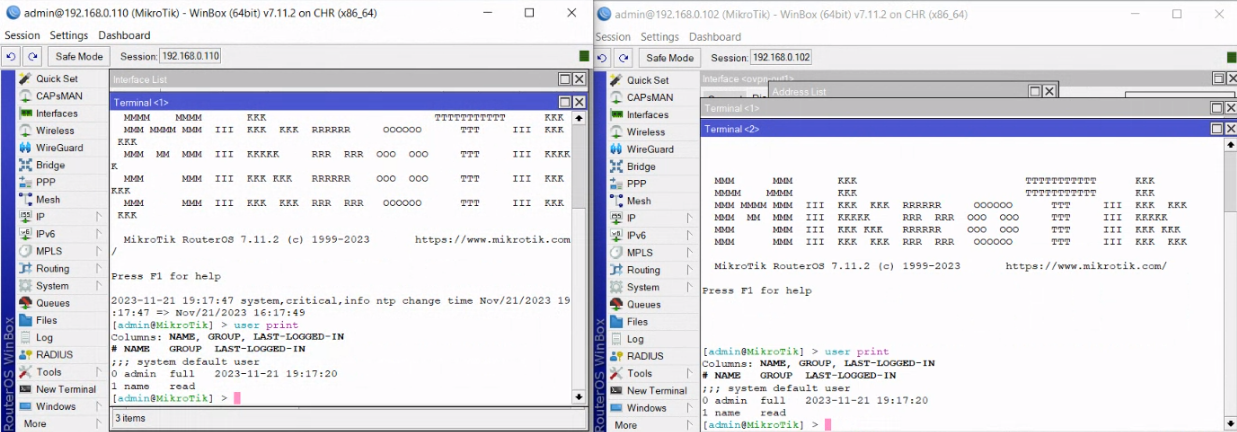 admin@192.168.0.110 (MikroTik) - WinBox (64bit) v7.11.2 on CHR (x86_64)
Session Settings Dashboard
Safe Mode Session: 192.168.0.110
Quick Set
CAPsMAN
Interfaces
Wireless
WireGuard
Bridge
PPP
Mesh
IP
IPv6
MPLS
Routing
System
Queues
Files
Log
RADIUS
Tools
New Terminal
Windows
More
RouterOS WinBox
Interface List
Terminal <1>
MMMM MMMM KKK TTTTTTTTTTT KKK
MMM MMMM MMM III KKK KKK RRRRRR OOOOOO TTT III KKK
KKK
MMM MM MMM III KKKKK RRR RRR OOO OOO TTT III KKKK
K
MMM MMM III KKK KKK RRRRRR OOO OOO TTT III KKK
KKK
MMM MMM III KKK KKK RRR RRR OOOOOO TTT III KKK
KKK
MikroTik RouterOS 7.11.2 (c) 1999-2023 https://www.mikrotik.com
/
Press F1 for help
2023-11-21 19:17:47 system,critical,info ntp change time Nov/21/2023 19
:17:47 => Nov/21/2023 16:17:49
[admin@MikroTik] > user print
Columns: NAME, GROUP, LAST-LOGGED-IN
# NAME GROUP LAST-LOGGED-IN
;;; system default user
0 admin full 2023-11-21 19:17:20
1 name read
[admin@MikroTik] >
3 items
admin@192.168.0.102 (MikroTik) - WinBox (64bit) v7.11.2 on CHR (x86_64)
Session Settings Dashboard
Safe Mode Session: 192.168.0.102
Quick Set
CAPsMAN
Interfaces
Wireless
WireGuard
Bridge
PPP
Mesh
IP
IPv6
MPLS
Routing
System
Queues
Files
Log
RADIUS
Tools
New Terminal
Windows
More
RouterOS WinBox
Interface <ovpn-out1>
Address List
Terminal <1>
Terminal <2>
MMM MMM KKK TTTTTTTTTTT KKK
MMMM MMMM KKK TTTTTTTTTTT KKK
MMM MMMM MMM III KKK KKK RRRRRR OOOOOO TTT III KKK KKK
MMM MM MMM III KKKKK RRR RRR OOO OOO TTT III KKKKK
MMM MMM III KKK KKK RRRRRR OOO OOO TTT III KKK KKK
MMM MMM III KKK KKK RRR RRR OOOOOO TTT III KKK KKK
MikroTik RouterOS 7.11.2 (c) 1999-2023 https://www.mikrotik.com/
Press F1 for help
[admin@MikroTik] > user print
Columns: NAME, GROUP, LAST-LOGGED-IN
# NAME GROUP LAST-LOGGED-IN
;;; system default user
0 admin full 2023-11-21 19:17:20
1 name read
[admin@MikroTik] >